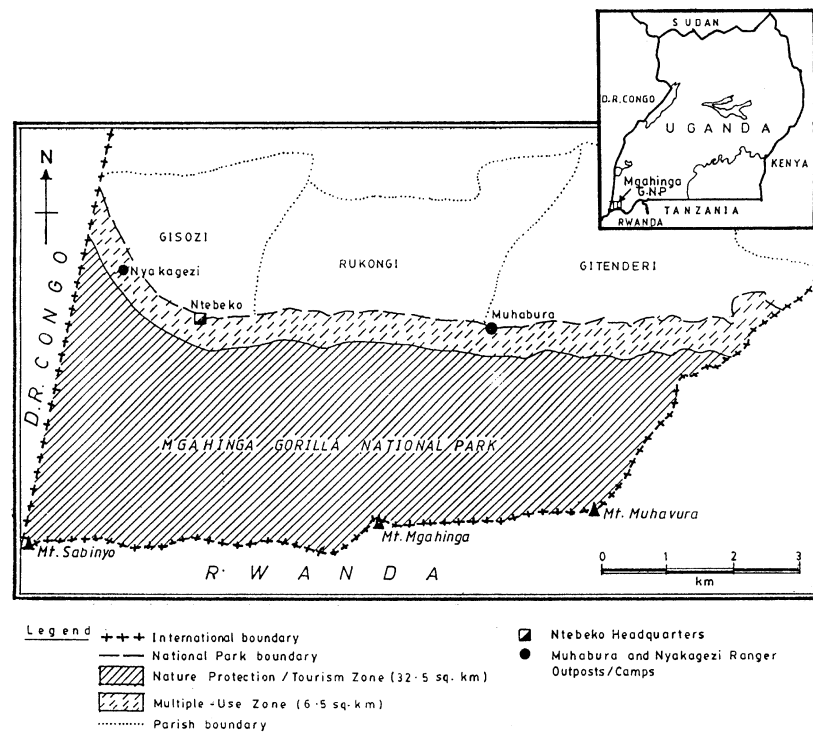 SUDAN
D.R.CONGO
UGANDA
KENYA
Mgahinga
G.NP
TANZANIA
RWANDA
N
GISOZI
RUKONGI
GITENDERI
Nyakagezi
Ntebeko
Muhabura
D.R. CONGO
MGAHINGA GORILLA NATIONAL PARK
Mt. Sabinyo
Mt. Mgahinga
Mt. Muhavura
RWANDA
0 1 2 3
km
Legend
International boundary
National Park boundary
Nature Protection / Tourism Zone (32·5 sq. km)
Multiple-Use Zone (6·5 sq·km)
Parish boundary
Ntebeko Headquarters
Muhabura and Nyakagezi Ranger
Outposts/Camps